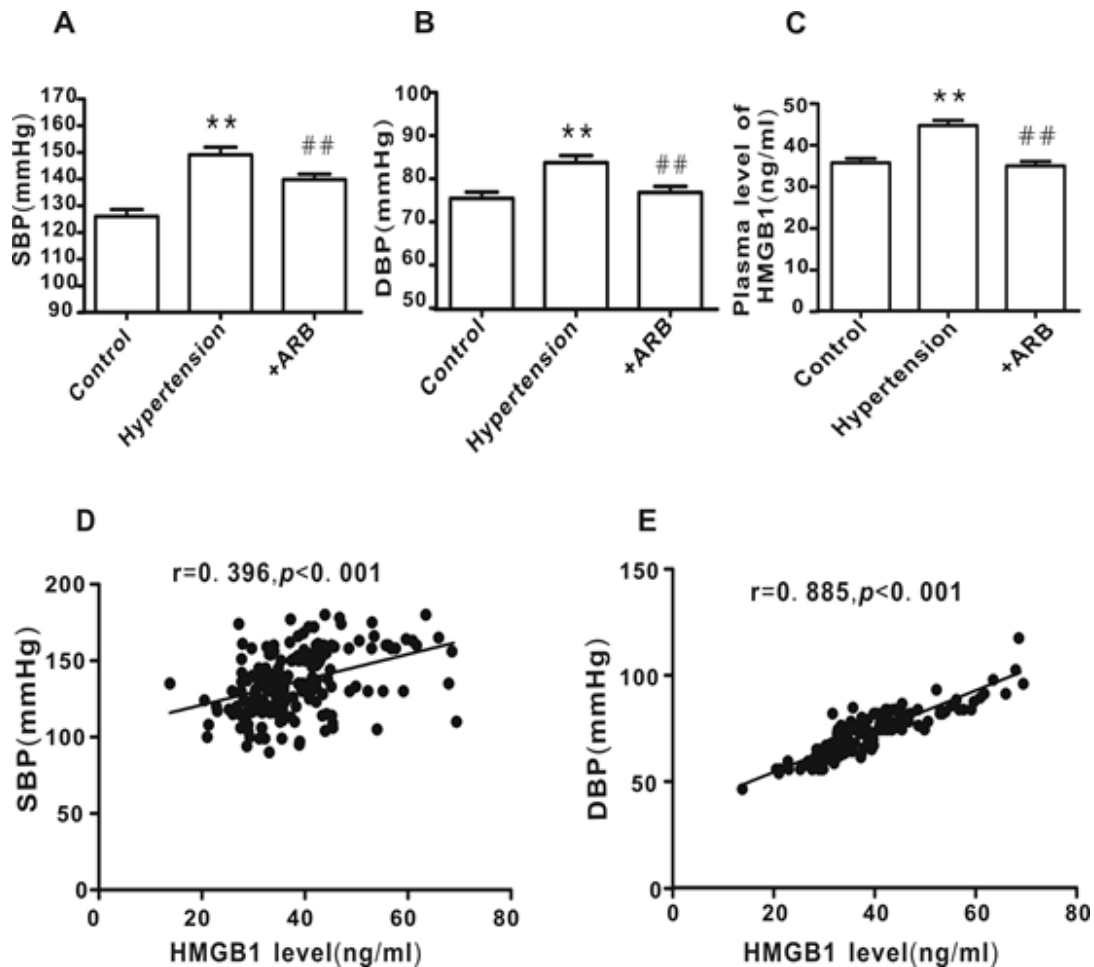 A
B
C
SBP(mmHg)
170
160
150
140
130
120
110
100
90
**
##
Control
Hypertension
+ARB
DBP(mmHg)
100
90
80
70
60
50
**
##
Control
Hypertension
+ARB
Plasma level of
HMGB1(ng/ml)
50
40
30
20
10
0
**
##
Control
Hypertension
+ARB
D
r=0. 396,p<0. 001
SBP(mmHg)
200
150
100
50
0
0 20 40 60 80
HMGB1 level(ng/ml)
E
r=0. 885,p<0. 001
DBP(mmHg)
150
100
50
0
0 20 40 60 80
HMGB1 level(ng/ml)